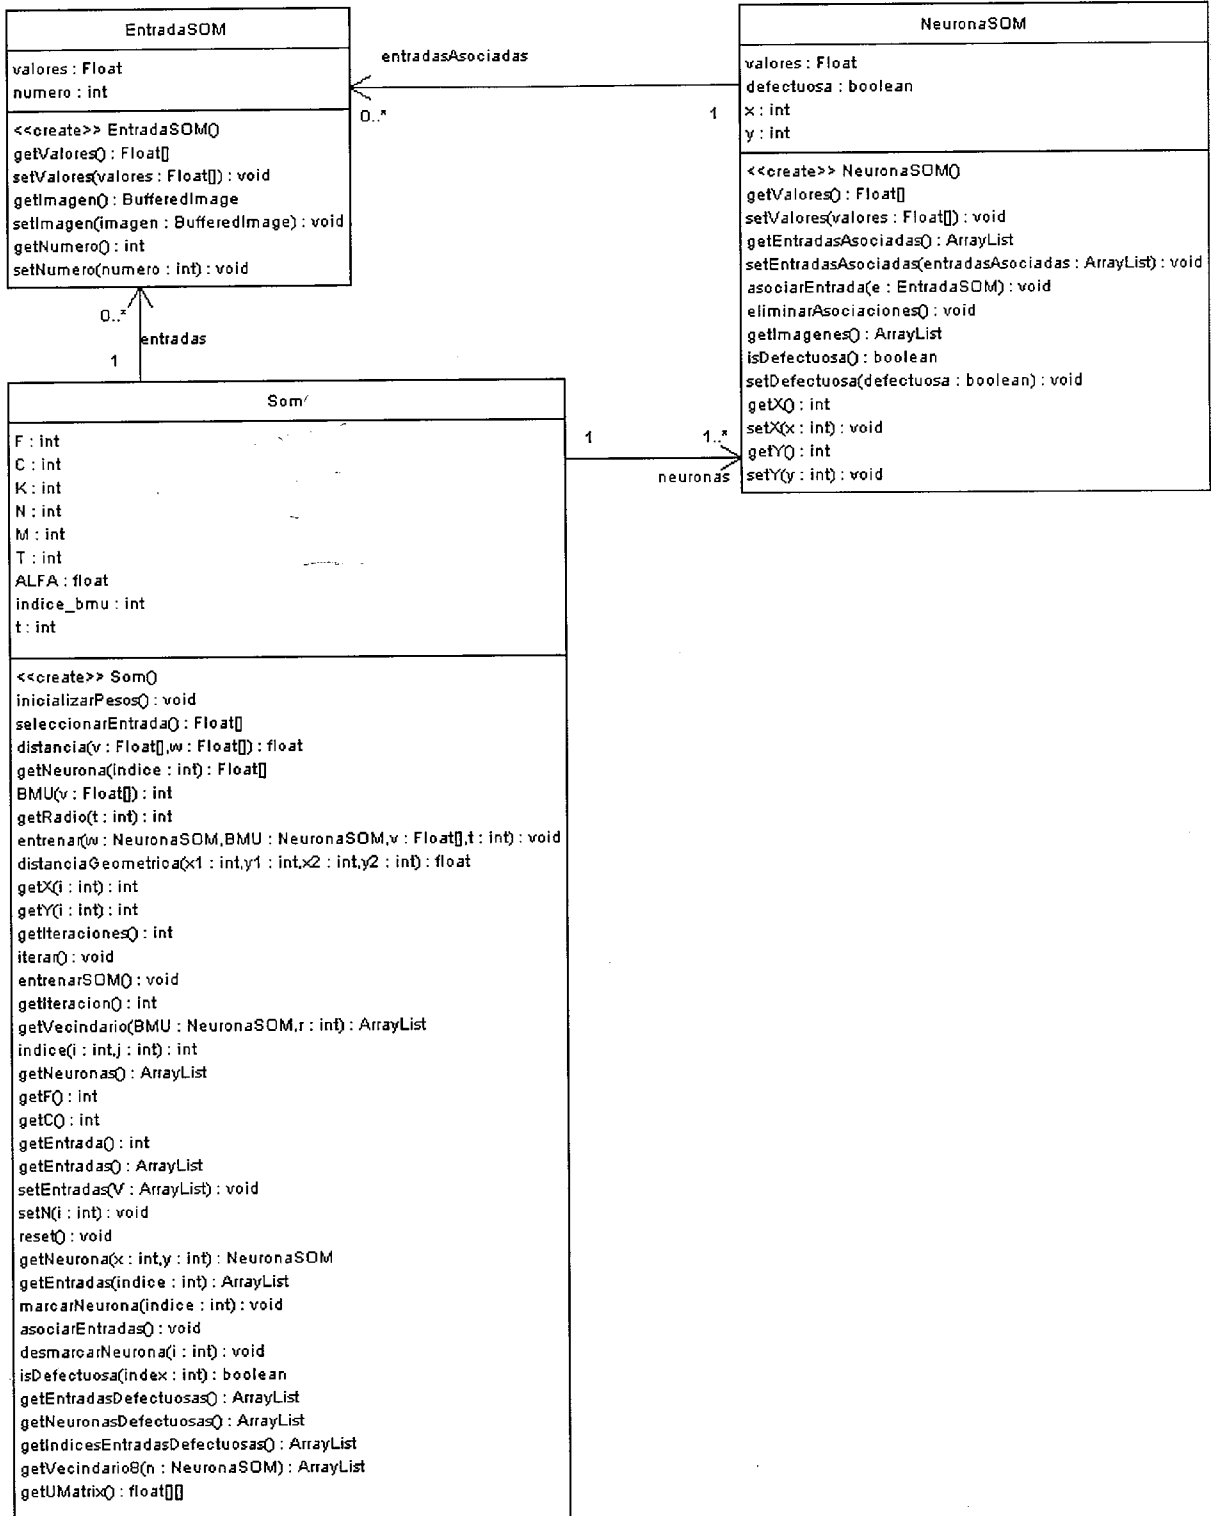 EntradaSOM
valores : Float
numero : int
<<create>> EntradaSOM()
getValores() : Float[]
setValores(valores : Float[]) : void
getImagen() : BufferedImage
setImagen(imagen : BufferedImage) : void
getNumero() : int
setNumero(numero : int) : void
entradasAsociadas
0..*
1
NeuronaSOM
valores : Float
defectuosa : boolean
x : int
y : int
<<create>> NeuronaSOM()
getValores() : Float[]
setValores(valores : Float[]) : void
getEntradasAsociadas() : ArrayList
setEntradasAsociadas(entradasAsociadas : ArrayList) : void
asociarEntrada(e : EntradaSOM) : void
eliminarAsociaciones() : void
getImagenes() : ArrayList
isDefectuosa() : boolean
setDefectuosa(defectuosa : boolean) : void
getX() : int
setX(x : int) : void
getY() : int
setY(y : int) : void
0..*
entradas
1
1
1..*
neuronas
Som
F : int
C : int
K : int
N : int
M : int
T : int
ALFA : float
indice_bmu : int
t : int
<<create>> Som()
inicializarPesos() : void
seleccionarEntrada() : Float[]
distancia(v : Float[],w : Float[]) : float
getNeurona(indice : int) : Float[]
BMU(v : Float[]) : int
getRadio(t : int) : int
entrenar(w : NeuronaSOM,BMU : NeuronaSOM,v : Float[],t : int) : void
distanciaGeometrica(x1 : int,y1 : int,x2 : int,y2 : int) : float
getX(i : int) : int
getY(i : int) : int
getIteraciones() : int
iterar() : void
entrenarSOM() : void
getIteracion() : int
getVecindario(BMU : NeuronaSOM,r : int) : ArrayList
indice(i : int,j : int) : int
getNeuronas() : ArrayList
getF() : int
getC() : int
getEntrada() : int
getEntradas() : ArrayList
setEntradas(V : ArrayList) : void
setN(i : int) : void
reset() : void
getNeurona(x : int,y : int) : NeuronaSOM
getEntradas(indice : int) : ArrayList
marcarNeurona(indice : int) : void
asociarEntradas() : void
desmarcarNeurona(i : int) : void
isDefectuosa(index : int) : boolean
getEntradasDefectuosas() : ArrayList
getNeuronasDefectuosas() : ArrayList
getIndicesEntradasDefectuosas() : ArrayList
getVecindario8(n : NeuronaSOM) : ArrayList
getUMatrix() : float[][]